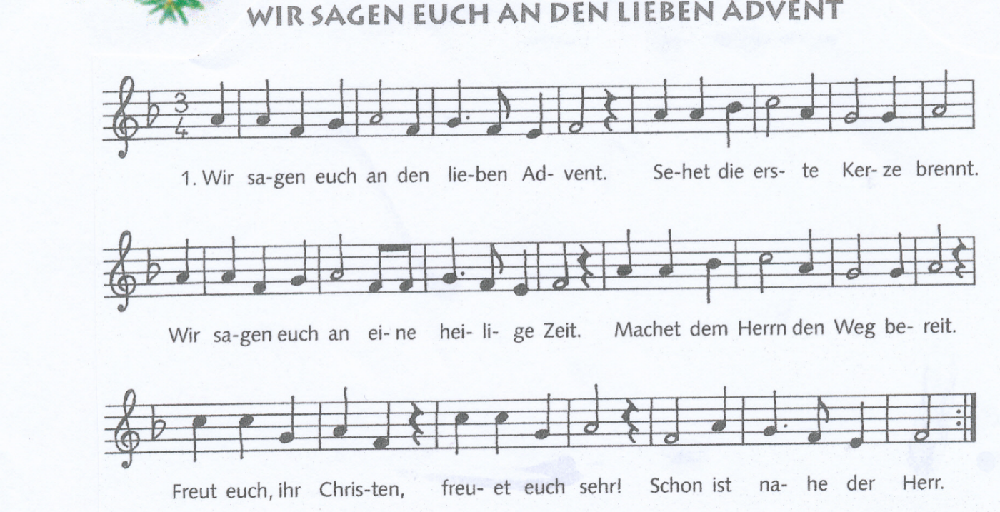 WIR SAGEN EUCH AN DEN LIEBEN ADVENT
3
4
1. Wir sa-gen euch an den lie-ben Ad- vent. Se-het die ers- te Ker- ze brennt.
Wir sa-gen euch an ei- ne hei- li- ge Zeit. Machet dem Herrn den Weg be- reit.
Freut euch, ihr Chris-ten, freu- et euch sehr! Schon ist na- he der Herr.